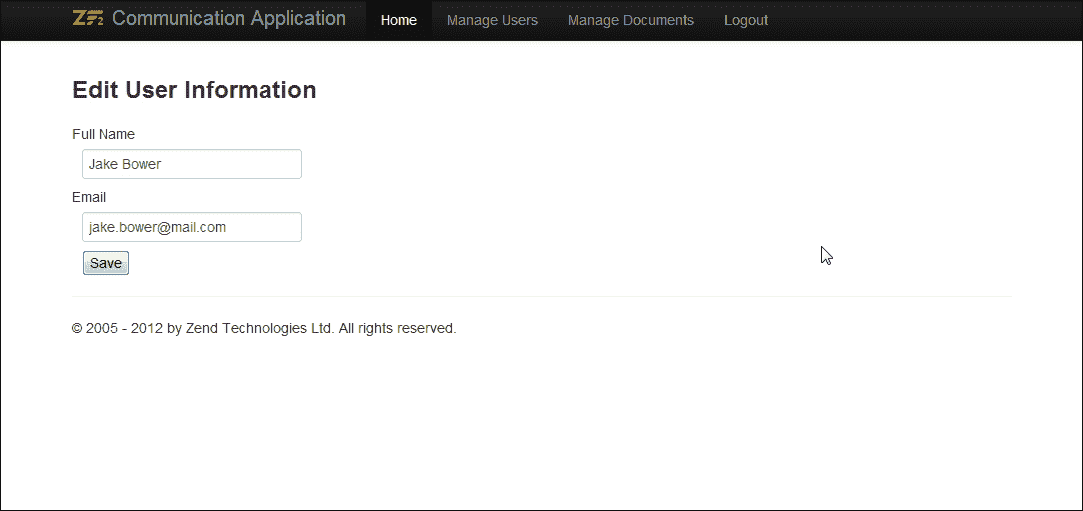 ZF2 Communication Application Home Manage Users Manage Documents Logout
Edit User Information
Full Name
Jake Bower
Email
jake.bower@mail.com
Save
© 2005 - 2012 by Zend Technologies Ltd. All rights reserved.